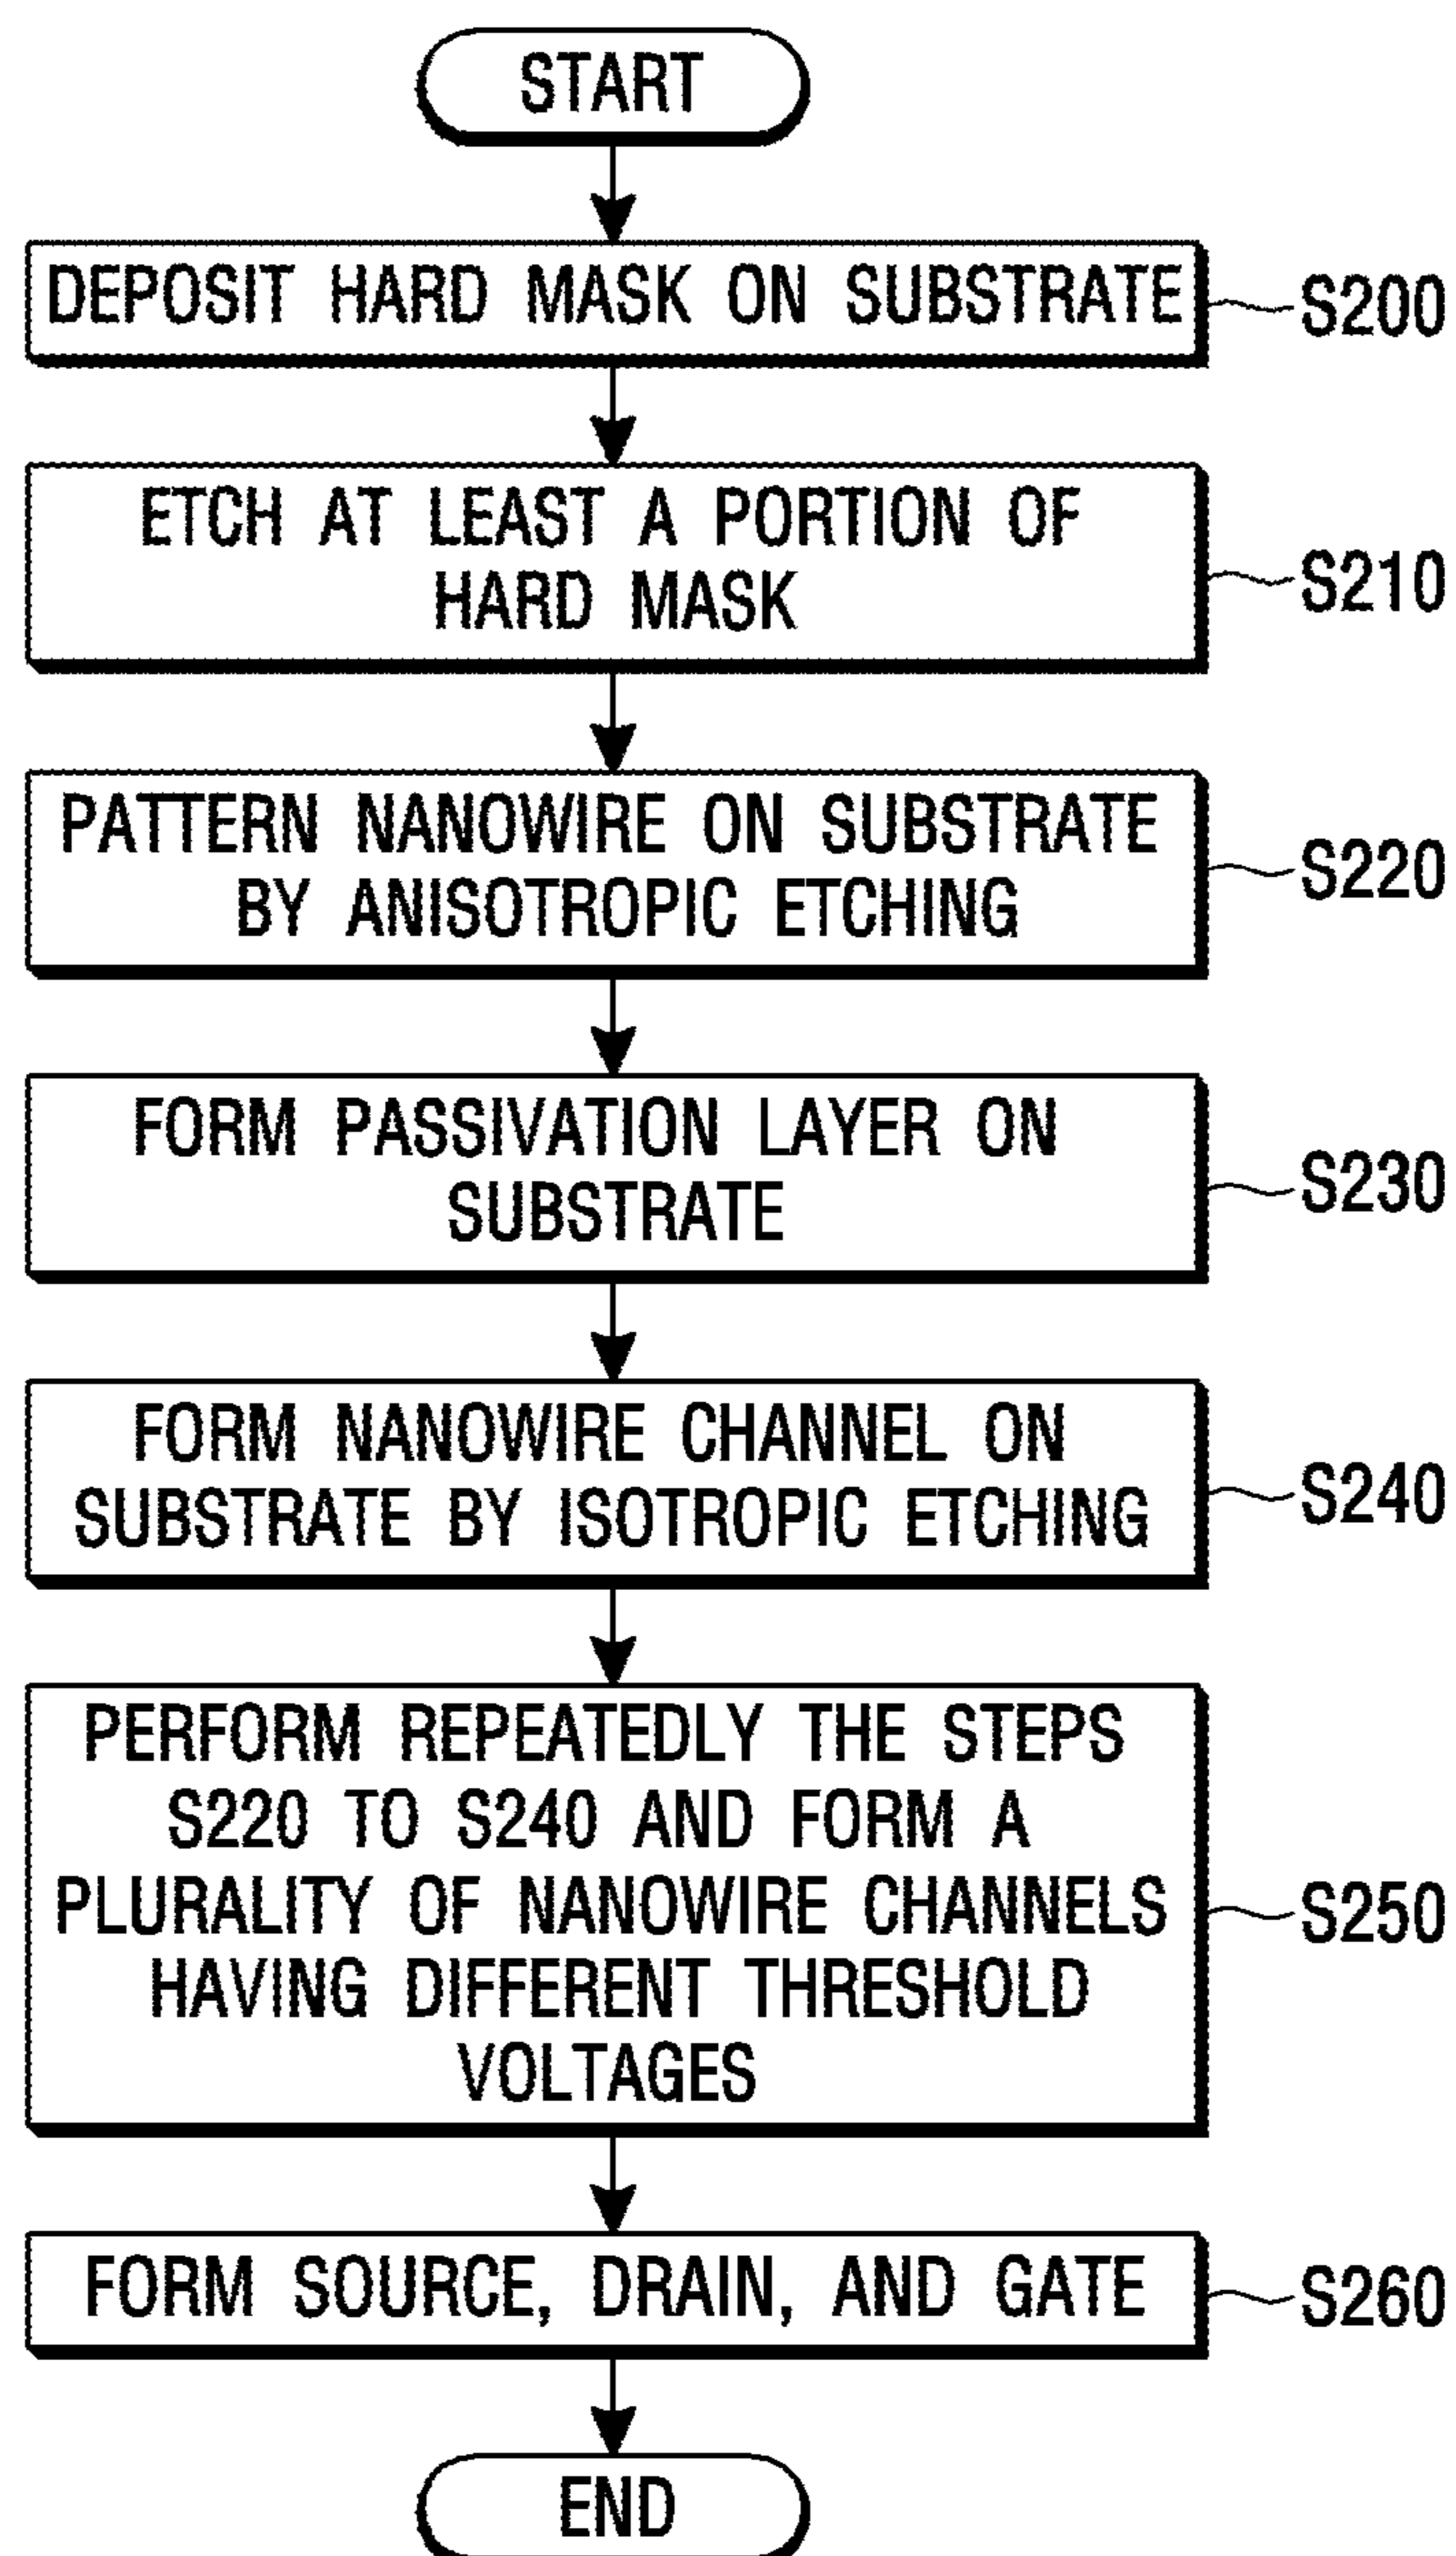 START
DEPOSIT HARD MASK ON SUBSTRATE
S200
ETCH AT LEAST A PORTION OF
HARD MASK
S210
PATTERN NANOWIRE ON SUBSTRATE
BY ANISOTROPIC ETCHING
S220
FORM PASSIVATION LAYER ON
SUBSTRATE
S230
FORM NANOWIRE CHANNEL ON
SUBSTRATE BY ISOTROPIC ETCHING
S240
PERFORM REPEATEDLY THE STEPS
S220 TO S240 AND FORM A
PLURALITY OF NANOWIRE CHANNELS
HAVING DIFFERENT THRESHOLD
VOLTAGES
S250
FORM SOURCE, DRAIN, AND GATE
S260
END